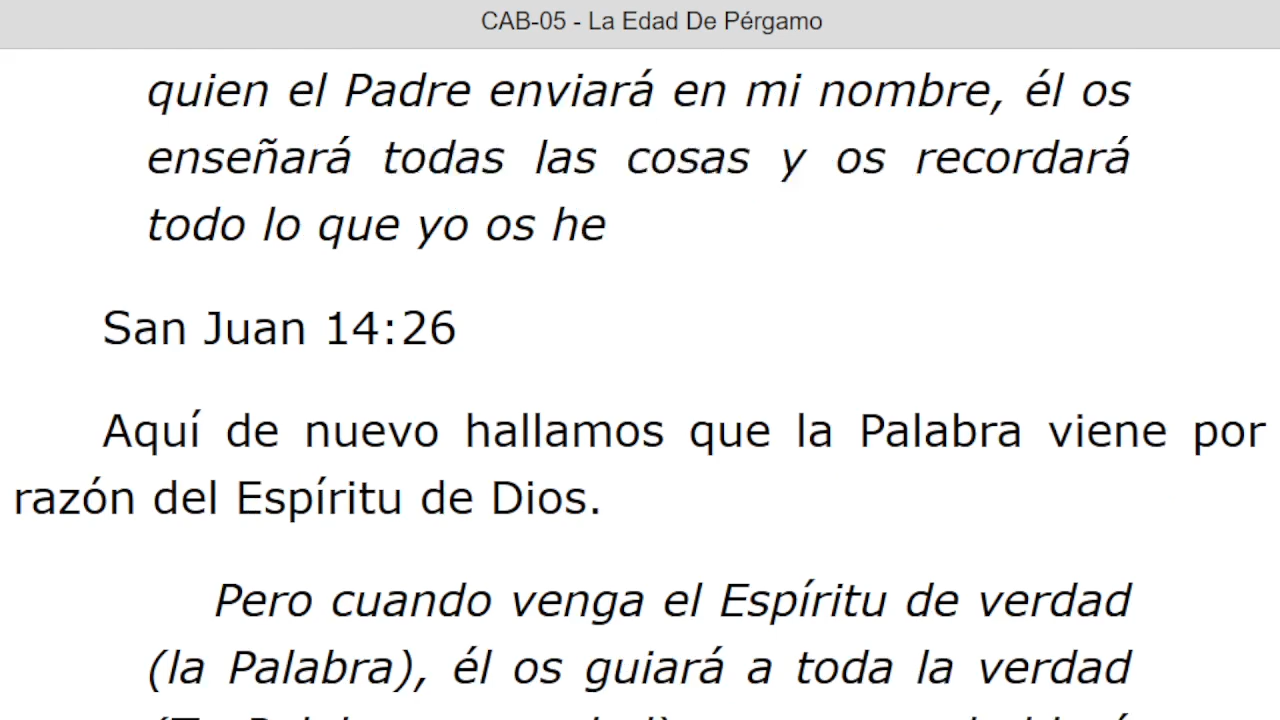 CAB-05 - La Edad De Pérgamo
quien el Padre enviará en mi nombre, él os
enseñará todas las cosas y os recordará
todo lo que yo os he
San Juan 14:26
Aquí de nuevo hallamos que la Palabra viene por
razón del Espíritu de Dios.
Pero cuando venga el Espíritu de verdad
(la Palabra), él os guiará a toda la verdad